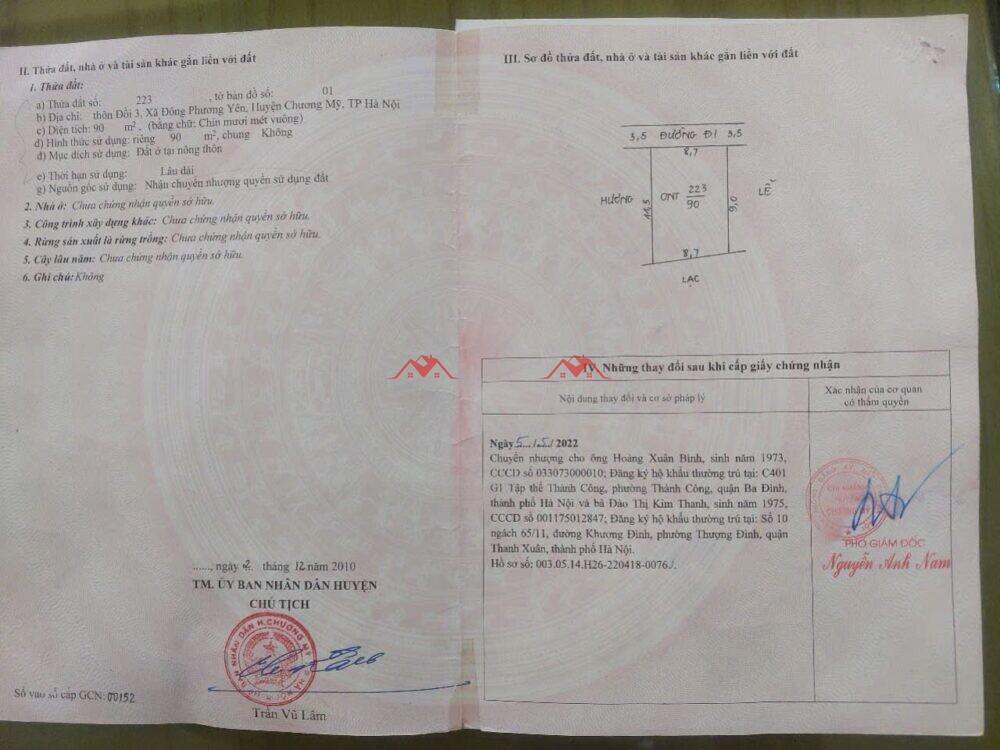 II. Thửa đất, nhà ở và tài sản khác gắn liền với đất
1. Thửa đất:
a) Thửa đất số: 223 , tờ bản đồ số: 01
b) Địa chỉ: thôn Đồi 3, Xã Đông Phương Yên, Huyện Chương Mỹ, TP Hà Nội
c) Diện tích: 90 m², (bằng chữ: Chín mươi mét vuông)
d) Hình thức sử dụng: riêng 90 m², chung Không
đ) Mục đích sử dụng: Đất ở tại nông thôn
e) Thời hạn sử dụng: Lâu dài
g) Nguồn gốc sử dụng: Nhận chuyển nhượng quyền sử dụng đất
2. Nhà ở: Chưa chứng nhận quyền sở hữu.
3. Công trình xây dựng khác: Chưa chứng nhận quyền sở hữu.
4. Rừng sản xuất là rừng trồng: Chưa chứng nhận quyền sở hữu.
5. Cây lâu năm: Chưa chứng nhận quyền sở hữu.
6. Ghi chú: Không
......, ngày 2 tháng 12 năm 2010
TM. ỦY BAN NHÂN DÂN HUYỆN
CHỦ TỊCH
Trần Vũ Lâm
Số vào sổ cấp GCN: 00152
III. Sơ đồ thửa đất, nhà ở và tài sản khác gắn liền với đất
3,5 ĐƯỜNG ĐI 3,5
8,7
HƯƠNG
ONT 223
90
9,0
LỄ
8,7
LẠC
IV. Những thay đổi sau khi cấp giấy chứng nhận
Nội dung thay đổi và cơ sở pháp lý
Xác nhận của cơ quan
có thẩm quyền
Ngày 5./.5./2022
Chuyển nhượng cho ông Hoàng Xuân Bình, sinh năm 1973,
CCCD số 033073000010; Đăng ký hộ khẩu thường trú tại: C401
G1 Tập thể Thành Công, phường Thành Công, quận Ba Đình,
thành phố Hà Nội và bà Đào Thị Kim Thanh, sinh năm 1975,
CCCD số 001175012847; Đăng ký hộ khẩu thường trú tại: Số 10
ngách 65/11, đường Khương Đình, phường Thượng Đình, quận
Thanh Xuân, thành phố Hà Nội.
Hồ sơ số: 003.05.14.H26-220418-0076./.
PHÓ GIÁM ĐỐC
Nguyễn Anh Nam